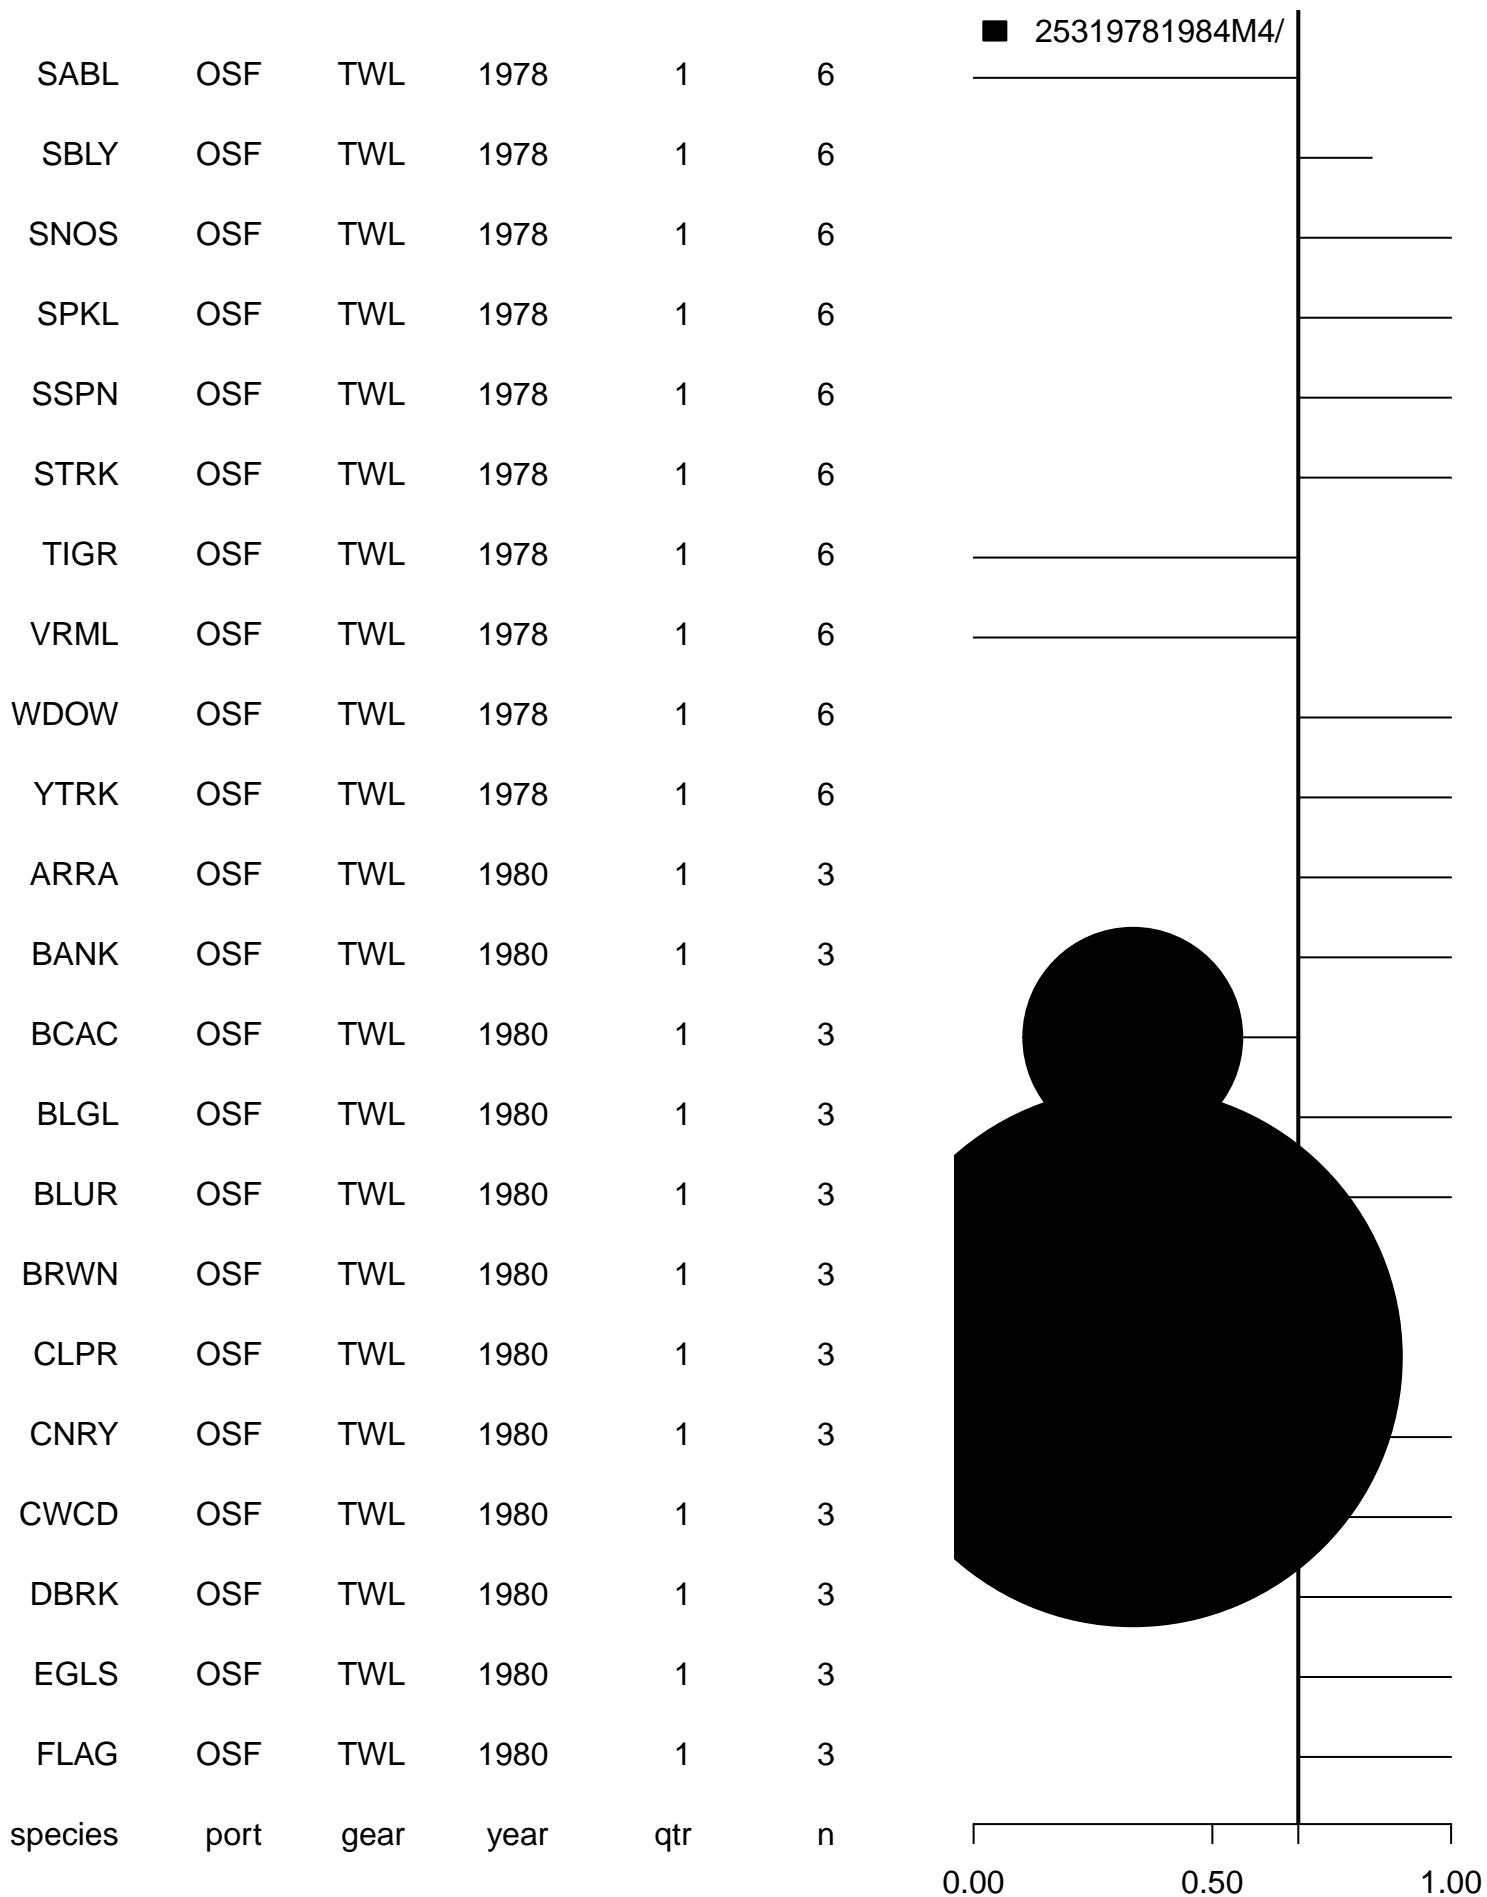 25319781984M4/
SABL OSF TWL 1978 1 6
SBLY OSF TWL 1978 1 6
SNOS OSF TWL 1978 1 6
SPKL OSF TWL 1978 1 6
SSPN OSF TWL 1978 1 6
STRK OSF TWL 1978 1 6
TIGR OSF TWL 1978 1 6
VRML OSF TWL 1978 1 6
WDOW OSF TWL 1978 1 6
YTRK OSF TWL 1978 1 6
ARRA OSF TWL 1980 1 3
BANK OSF TWL 1980 1 3
BCAC OSF TWL 1980 1 3
BLGL OSF TWL 1980 1 3
BLUR OSF TWL 1980 1 3
BRWN OSF TWL 1980 1 3
CLPR OSF TWL 1980 1 3
CNRY OSF TWL 1980 1 3
CWCD OSF TWL 1980 1 3
DBRK OSF TWL 1980 1 3
EGLS OSF TWL 1980 1 3
FLAG OSF TWL 1980 1 3
species port gear year qtr n
0.00 0.50 1.00